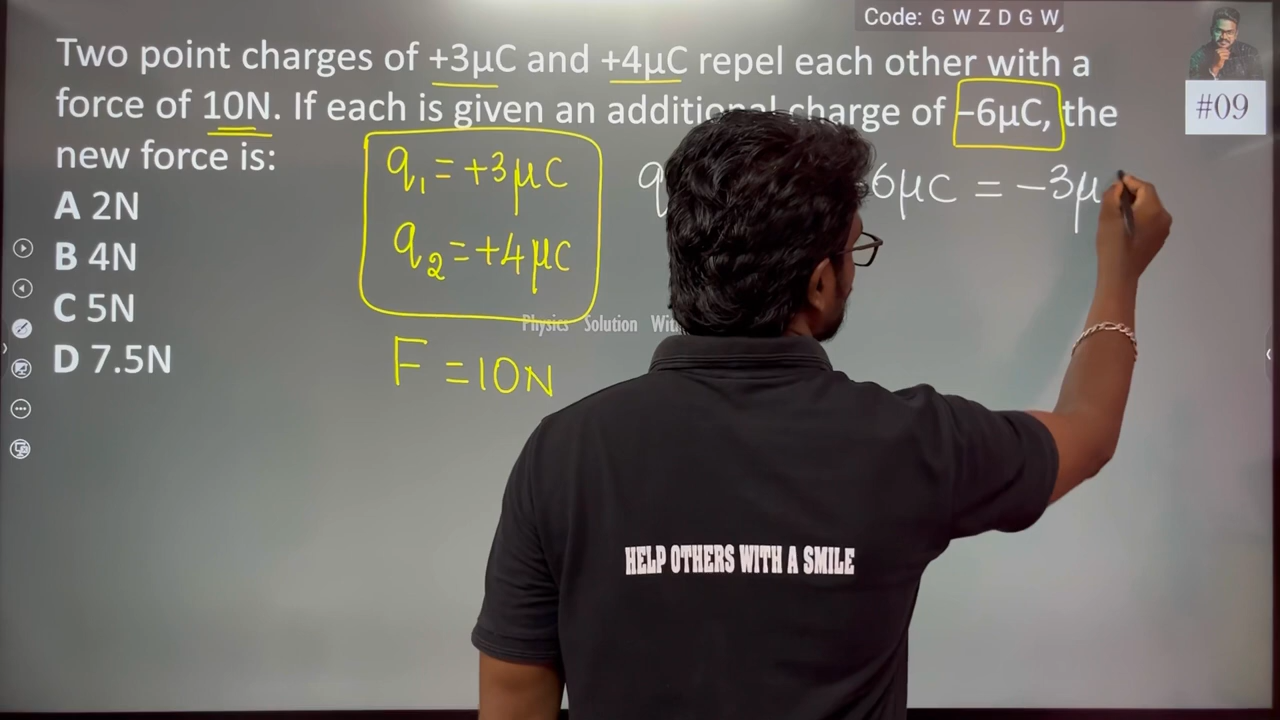 Code: G W Z D G W
Two point charges of +3μC and +4μC repel each other with a
force of 10N. If each is given an additional charge of −6μC, the
new force is:
#09
A 2N
B 4N
C 5N
D 7.5N
q₁ = +3μC
q₂ = +4μC
F = 10N
q 6μC = −3μ
Physics Solution With
HELP OTHERS WITH A SMILE